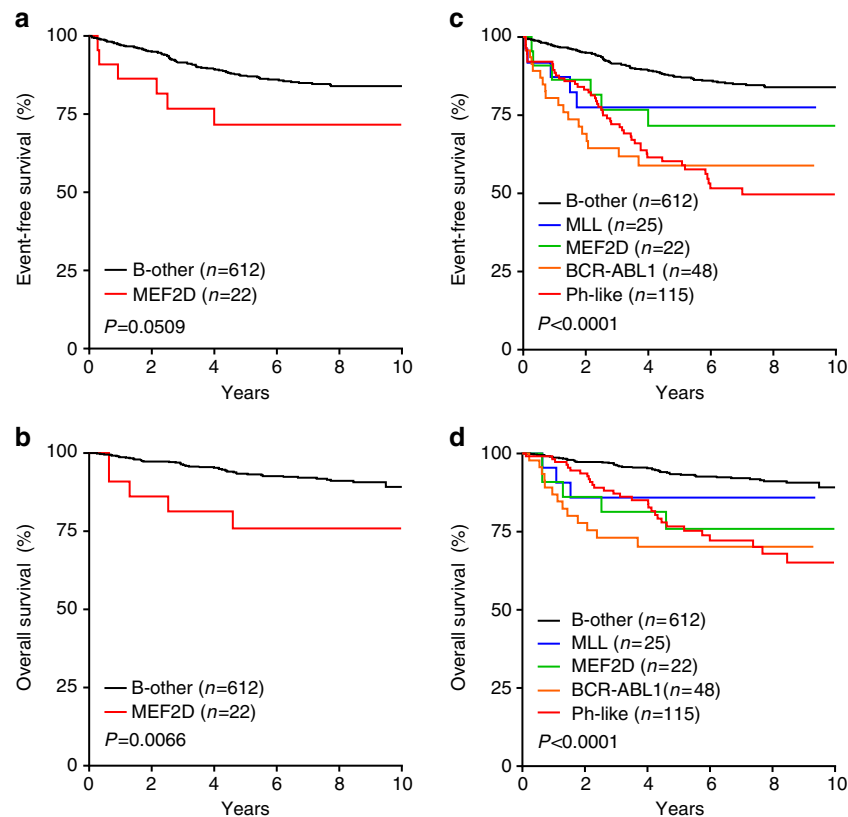 a
Event-free survival (%)
100
75
50
25
0
B-other (n=612)
MEF2D (n=22)
P=0.0509
0 2 4 6 8 10
Years
c
Event-free survival (%)
100
75
50
25
0
B-other (n=612)
MLL (n=25)
MEF2D (n=22)
BCR-ABL1 (n=48)
Ph-like (n=115)
P<0.0001
0 2 4 6 8 10
Years
b
Overall survival (%)
100
75
50
25
0
B-other (n=612)
MEF2D (n=22)
P=0.0066
0 2 4 6 8 10
Years
d
Overall survival (%)
100
75
50
25
0
B-other (n=612)
MLL (n=25)
MEF2D (n=22)
BCR-ABL1(n=48)
Ph-like (n=115)
P<0.0001
0 2 4 6 8 10
Years